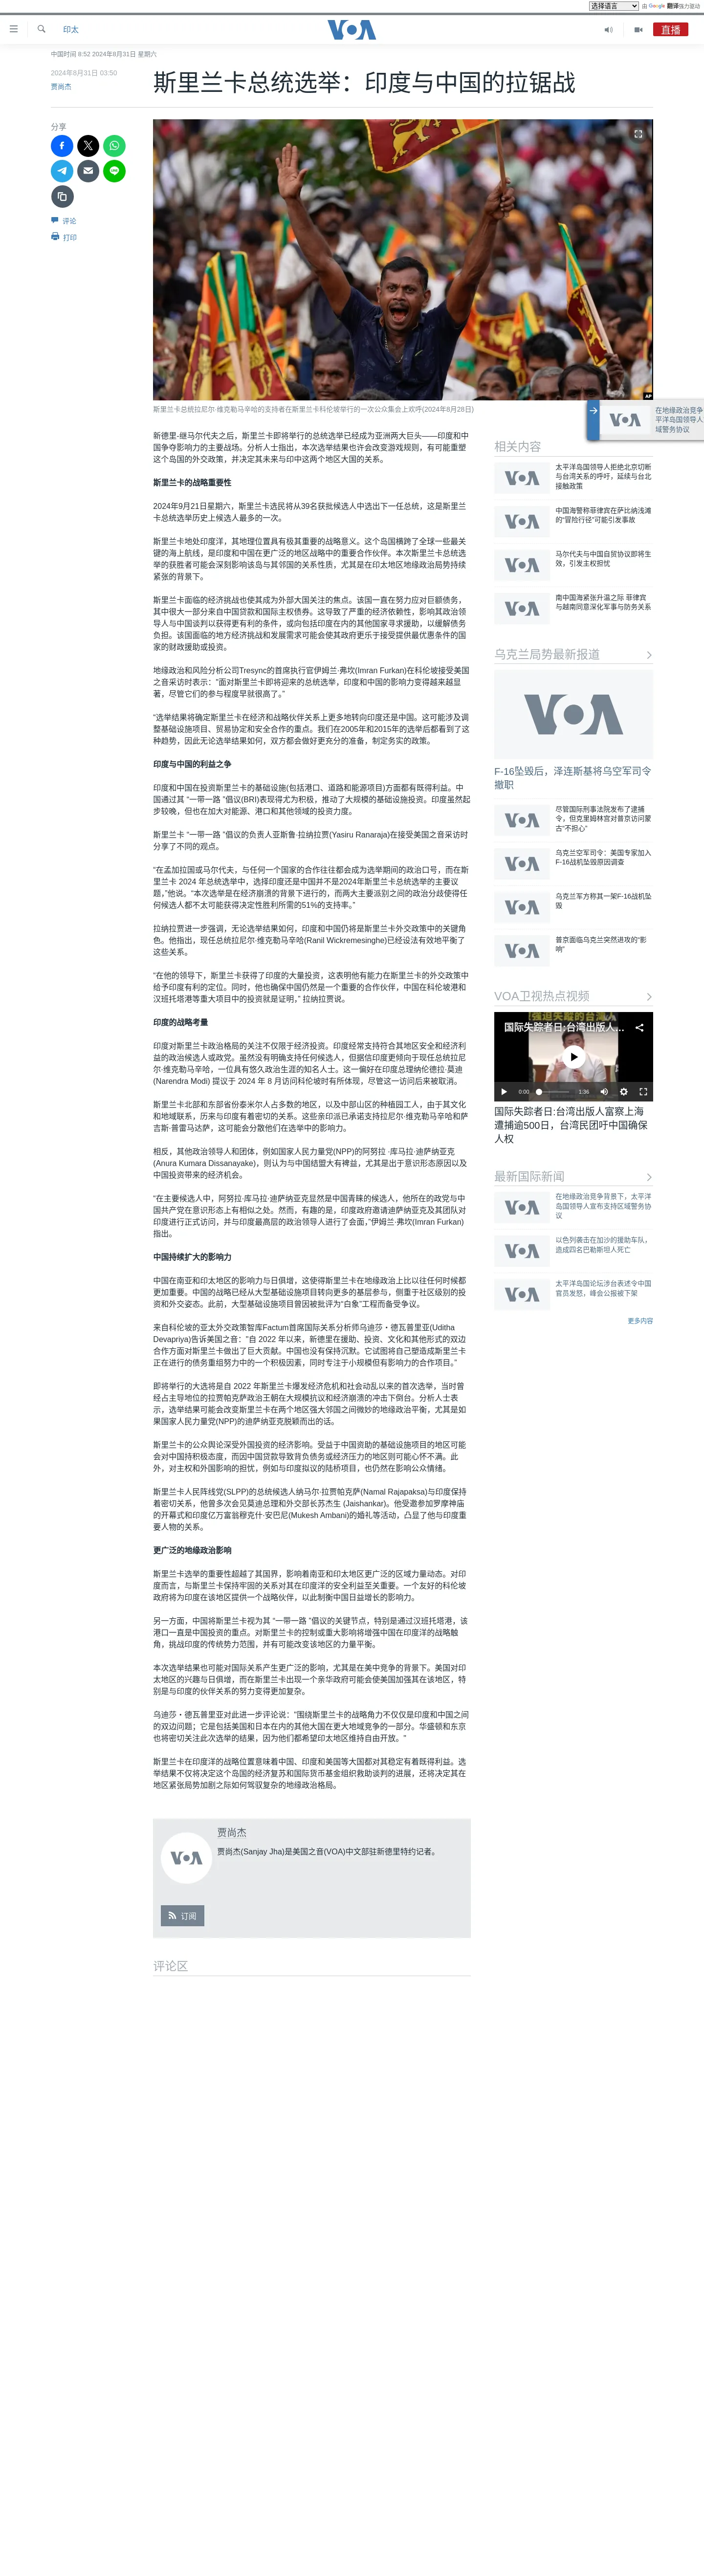 选择语言
由 Google 翻译强力驱动
印太
VOA
直播
中国时间 8:52 2024年8月31日 星期六
2024年8月31日 03:50
贾尚杰
斯里兰卡总统选举：印度与中国的拉锯战
分享
评论
打印
AP
斯里兰卡总统拉尼尔·维克勒马辛哈的支持者在斯里兰卡科伦坡举行的一次公众集会上欢呼(2024年8月28日)
VOA
在地缘政治竞争
平洋岛国领导人
域警务协议
新德里-继马尔代夫之后，斯里兰卡即将举行的总统选举已经成为亚洲两大巨头——印度和中
国争夺影响力的主要战场。分析人士指出，本次选举结果也许会改变游戏规则，有可能重塑
这个岛国的外交政策，并决定其未来与印中这两个地区大国的关系。
斯里兰卡的战略重要性
2024年9月21日星期六，斯里兰卡选民将从39名获批候选人中选出下一任总统，这是斯里兰
卡总统选举历史上候选人最多的一次。
斯里兰卡地处印度洋，其地理位置具有极其重要的战略意义。这个岛国横跨了全球一些最关
键的海上航线，是印度和中国在更广泛的地区战略中的重要合作伙伴。本次斯里兰卡总统选
举的获胜者可能会深刻影响该岛与其邻国的关系性质，尤其是在印太地区地缘政治局势持续
紧张的背景下。
斯里兰卡面临的经济挑战也使其成为外部大国关注的焦点。该国一直在努力应对巨额债务，
其中很大一部分来自中国贷款和国际主权债券。这导致了严重的经济依赖性，影响其政治领
导人与中国谈判以获得更有利的条件，或向包括印度在内的其他国家寻求援助，以缓解债务
负担。该国面临的地方经济挑战和发展需求可能会使其政府更乐于接受提供最优惠条件的国
家的财政援助或投资。
地缘政治和风险分析公司Tresync的首席执行官伊姆兰·弗坎(Imran Furkan)在科伦坡接受美国
之音采访时表示："面对斯里兰卡即将迎来的总统选举，印度和中国的影响力变得越来越显
著，尽管它们的参与程度早就很高了。”
“选举结果将确定斯里兰卡在经济和战略伙伴关系上更多地转向印度还是中国。这可能涉及调
整基础设施项目、贸易协定和安全合作的重点。我们在2005年和2015年的选举后都看到了这
种趋势，因此无论选举结果如何，双方都会做好更充分的准备，制定务实的政策。
印度与中国的利益之争
印度和中国在投资斯里兰卡的基础设施(包括港口、道路和能源项目)方面都有既得利益。中
国通过其 “一带一路 ”倡议(BRI)表现得尤为积极，推动了大规模的基础设施投资。印度虽然起
步较晚，但也在加大对能源、港口和其他领域的投资力度。
斯里兰卡 “一带一路 ”倡议的负责人亚斯鲁·拉纳拉贾(Yasiru Ranaraja)在接受美国之音采访时
分享了不同的观点。
“在孟加拉国或马尔代夫，与任何一个国家的合作往往都会成为选举期间的政治口号，而在斯
里兰卡 2024 年总统选举中，选择印度还是中国并不是2024年斯里兰卡总统选举的主要议
题，”他说。“本次选举是在经济崩溃的背景下进行的，而两大主要派别之间的政治分歧使得任
何候选人都不太可能获得决定性胜利所需的51%的支持率。”
拉纳拉贾进一步强调，无论选举结果如何，印度和中国仍将是斯里兰卡外交政策中的关键角
色。他指出，现任总统拉尼尔·维克勒马辛哈(Ranil Wickremesinghe)已经设法有效地平衡了
这些关系。
“在他的领导下，斯里兰卡获得了印度的大量投资，这表明他有能力在斯里兰卡的外交政策中
给予印度有利的定位。同时，他也确保中国仍然是一个重要的合作伙伴，中国在科伦坡港和
汉班托塔港等重大项目中的投资就是证明，” 拉纳拉贾说。
印度的战略考量
印度对斯里兰卡政治格局的关注不仅限于经济投资。印度经常支持符合其地区安全和经济利
益的政治候选人或政党。虽然没有明确支持任何候选人，但据信印度更倾向于现任总统拉尼
尔·维克勒马辛哈，一位具有悠久政治生涯的知名人士。这一偏好在印度总理纳伦德拉·莫迪
(Narendra Modi) 提议于 2024 年 8 月访问科伦坡时有所体现，尽管这一访问后来被取消。
斯里兰卡北部和东部省份泰米尔人占多数的地区，以及中部山区的种植园工人，由于其文化
和地域联系，历来与印度有着密切的关系。这些亲印派已承诺支持拉尼尔·维克勒马辛哈和萨
吉斯·普雷马达萨，这可能会分散他们在选举中的影响力。
相反，其他政治领导人和团体，例如国家人民力量党(NPP)的阿努拉 ·库马拉·迪萨纳亚克
(Anura Kumara Dissanayake)，则认为与中国结盟大有裨益，尤其是出于意识形态原因以及
中国投资带来的经济机会。
“在主要候选人中，阿努拉·库马拉·迪萨纳亚克显然是中国青睐的候选人，他所在的政党与中
国共产党在意识形态上有相似之处。然而，有趣的是，印度政府邀请迪萨纳亚克及其团队对
印度进行正式访问，并与印度最高层的政治领导人进行了会面，”伊姆兰·弗坎(Imran Furkan)
指出。
中国持续扩大的影响力
中国在南亚和印太地区的影响力与日俱增，这使得斯里兰卡在地缘政治上比以往任何时候都
更加重要。中国的战略已经从大型基础设施项目转向更多的基层参与，侧重于社区级别的投
资和外交姿态。此前，大型基础设施项目曾因被批评为“白象”工程而备受争议。
来自科伦坡的亚太外交政策智库Factum首席国际关系分析师乌迪莎・德瓦普里亚(Uditha
Devapriya)告诉美国之音："自 2022 年以来，新德里在援助、投资、文化和其他形式的双边
合作方面对斯里兰卡做出了巨大贡献。中国也没有保持沉默。它试图将自己塑造成斯里兰卡
正在进行的债务重组努力中的一个积极因素，同时专注于小规模但有影响力的合作项目。”
即将举行的大选将是自 2022 年斯里兰卡爆发经济危机和社会动乱以来的首次选举，当时曾
经占主导地位的拉贾帕克萨政治王朝在大规模抗议和经济崩溃的冲击下倒台。分析人士表
示，选举结果可能会改变斯里兰卡在两个地区强大邻国之间微妙的地缘政治平衡，尤其是如
果国家人民力量党(NPP)的迪萨纳亚克脱颖而出的话。
斯里兰卡的公众舆论深受外国投资的经济影响。受益于中国资助的基础设施项目的地区可能
会对中国持积极态度，而因中国贷款导致背负债务或经济压力的地区则可能心怀不满。此
外，对主权和外国影响的担忧，例如与印度拟议的陆桥项目，也仍然在影响公众情绪。
斯里兰卡人民阵线党(SLPP)的总统候选人纳马尔·拉贾帕克萨(Namal Rajapaksa)与印度保持
着密切关系，他曾多次会见莫迪总理和外交部长苏杰生 (Jaishankar)。他受邀参加罗摩神庙
的开幕式和印度亿万富翁穆克什·安巴尼(Mukesh Ambani)的婚礼等活动，凸显了他与印度重
要人物的关系。
更广泛的地缘政治影响
斯里兰卡选举的重要性超越了其国界，影响着南亚和印太地区更广泛的区域力量动态。对印
度而言，与斯里兰卡保持牢固的关系对其在印度洋的安全利益至关重要。一个友好的科伦坡
政府将为印度在该地区提供一个战略伙伴，以此制衡中国日益增长的影响力。
另一方面，中国将斯里兰卡视为其 “一带一路 ”倡议的关键节点，特别是通过汉班托塔港，该
港口一直是中国投资的重点。对斯里兰卡的控制或重大影响将增强中国在印度洋的战略触
角，挑战印度的传统势力范围，并有可能改变该地区的力量平衡。
本次选举结果也可能对国际关系产生更广泛的影响，尤其是在美中竞争的背景下。美国对印
太地区的兴趣与日俱增，而在斯里兰卡出现一个亲华政府可能会使美国加强其在该地区，特
别是与印度的伙伴关系的努力变得更加复杂。
乌迪莎・德瓦普里亚对此进一步评论说："围绕斯里兰卡的战略角力不仅仅是印度和中国之间
的双边问题；它是包括美国和日本在内的其他大国在更大地域竞争的一部分。华盛顿和东京
也将密切关注此次选举的结果，因为他们都希望印太地区维持自由开放。”
斯里兰卡在印度洋的战略位置意味着中国、印度和美国等大国都对其稳定有着既得利益。选
举结果不仅将决定这个岛国的经济复苏和国际货币基金组织救助谈判的进展，还将决定其在
地区紧张局势加剧之际如何驾驭复杂的地缘政治格局。
VOA
贾尚杰
贾尚杰(Sanjay Jha)是美国之音(VOA)中文部驻新德里特约记者。
订阅
评论区
相关内容
VOA
太平洋岛国领导人拒绝北京切断
与台湾关系的呼吁，延续与台北
接触政策
VOA
中国海警称菲律宾在萨比纳浅滩
的“冒险行径”可能引发事故
VOA
马尔代夫与中国自贸协议即将生
效，引发主权担忧
VOA
南中国海紧张升温之际 菲律宾
与越南同意深化军事与防务关系
乌克兰局势最新报道
VOA
F-16坠毁后，泽连斯基将乌空军司令
撤职
VOA
尽管国际刑事法院发布了逮捕
令，但克里姆林宫对普京访问蒙
古“不担心”
VOA
乌克兰空军司令：美国专家加入
F-16战机坠毁原因调查
VOA
乌克兰军方称其一架F-16战机坠
毁
VOA
普京面临乌克兰突然进攻的“影
响”
VOA卫视热点视频
国际失踪者日:台湾出版人…
0:00
1:36
国际失踪者日:台湾出版人富察上海
遭捕逾500日，台湾民团吁中国确保
人权
最新国际新闻
VOA
在地缘政治竞争背景下，太平洋
岛国领导人宣布支持区域警务协
议
VOA
以色列袭击在加沙的援助车队，
造成四名巴勒斯坦人死亡
VOA
太平洋岛国论坛涉台表述令中国
官员发怒，峰会公报被下架
更多内容